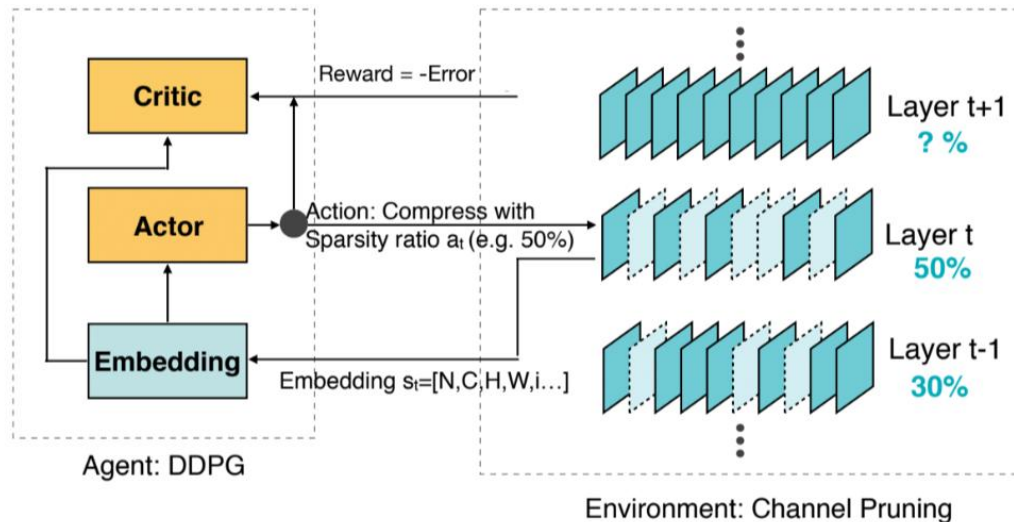 Critic
Actor
Embedding
Agent: DDPG
Reward = -Error
Action: Compress with
Sparsity ratio aₜ (e.g. 50%)
Embedding sₜ=[N,C,H,W,i…]
Layer t+1
? %
Layer t
50%
Layer t-1
30%
Environment: Channel Pruning